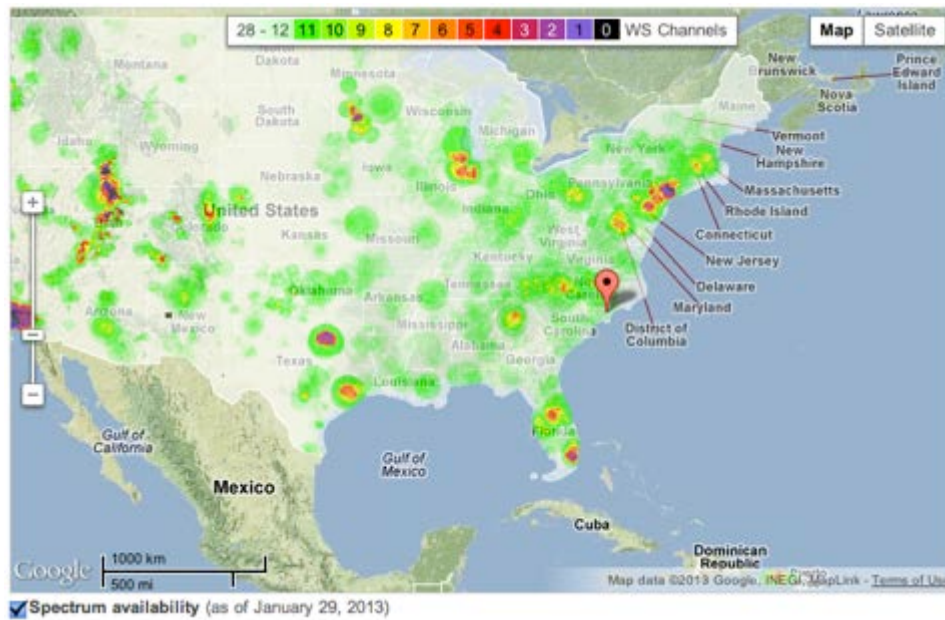 28 - 12 11 10 9 8 7 6 5 4 3 2 1 0 WS Channels
Map Satellite
Montana
North Dakota
Minnesota
New Brunswick
Prince Edward Island
Nova Scotia
Maine
South Dakota
Wisconsin
Michigan
Vermont
New Hampshire
Idaho
Wyoming
Iowa
New York
Massachusetts
Nebraska
Illinois
Indiana
Ohio
Pennsylvania
Rhode Island
Connecticut
United States
Colorado
Kansas
Missouri
West Virginia
Virginia
Kentucky
New Jersey
Delaware
Maryland
District of Columbia
Oklahoma
Arkansas
Tennessee
North
South Carolina
Arizona
New Mexico
Mississippi
Alabama
Georgia
Texas
Louisiana
Florida
Gulf of California
Gulf of Mexico
Mexico
Cuba
Dominican Republic
Google
1000 km
500 mi
Map data ©2013 Google, INEGI, MapLink - Terms of Use
Spectrum availability (as of January 29, 2013)